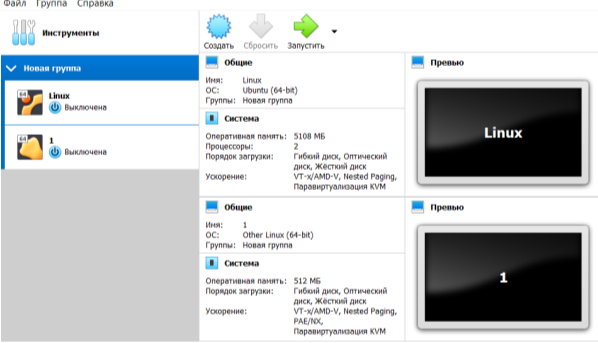 Файл Группа Справка
Инструменты
Создать Сбросить Запустить
Новая группа
64 Linux
Выключена
64 1
Выключена
Общие
Имя: Linux
ОС: Ubuntu (64-bit)
Группы: Новая группа
Система
Оперативная память: 5108 МБ
Процессоры: 2
Порядок загрузки: Гибкий диск, Оптический
диск, Жёсткий диск
Ускорение: VT-x/AMD-V, Nested Paging,
Паравиртуализация KVM
Превью
Linux
Общие
Имя: 1
ОС: Other Linux (64-bit)
Группы: Новая группа
Система
Оперативная память: 512 МБ
Порядок загрузки: Гибкий диск, Оптический
диск, Жёсткий диск
Ускорение: VT-x/AMD-V, Nested Paging,
PAE/NX,
Паравиртуализация KVM
Превью
1